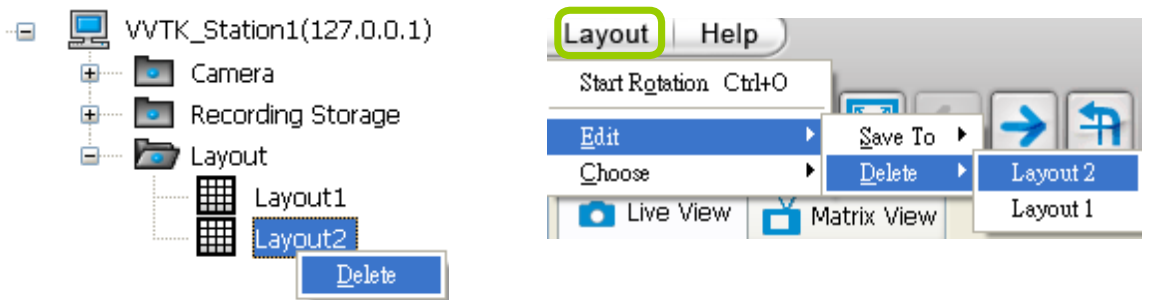 VVTK_Station1(127.0.0.1)
Camera
Recording Storage
Layout
Layout1
Layout2
Delete
Layout Help
Start Rotation Ctrl+O
Edit
Choose
Save To
Delete
Layout 2
Layout 1
Live View
Matrix View